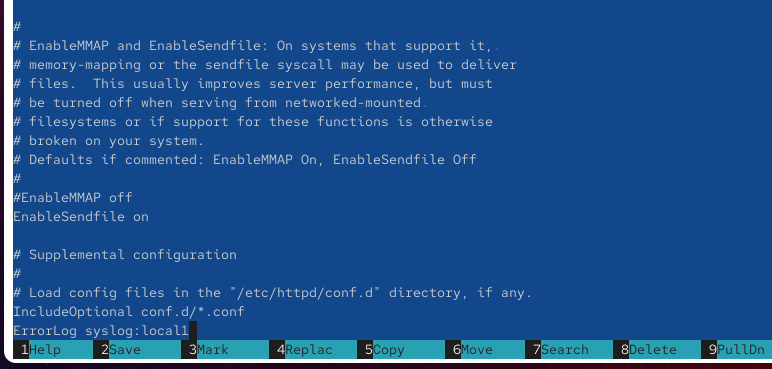 #
# EnableMMAP and EnableSendfile: On systems that support it,
# memory-mapping or the sendfile syscall may be used to deliver
# files.  This usually improves server performance, but must
# be turned off when serving from networked-mounted
# filesystems or if support for these functions is otherwise
# broken on your system.
# Defaults if commented: EnableMMAP On, EnableSendfile Off
#
#EnableMMAP off
EnableSendfile on
# Supplemental configuration
#
# Load config files in the "/etc/httpd/conf.d" directory, if any.
IncludeOptional conf.d/*.conf
ErrorLog syslog:local1
1Help 2Save 3Mark 4Replac 5Copy 6Move 7Search 8Delete 9PullDn